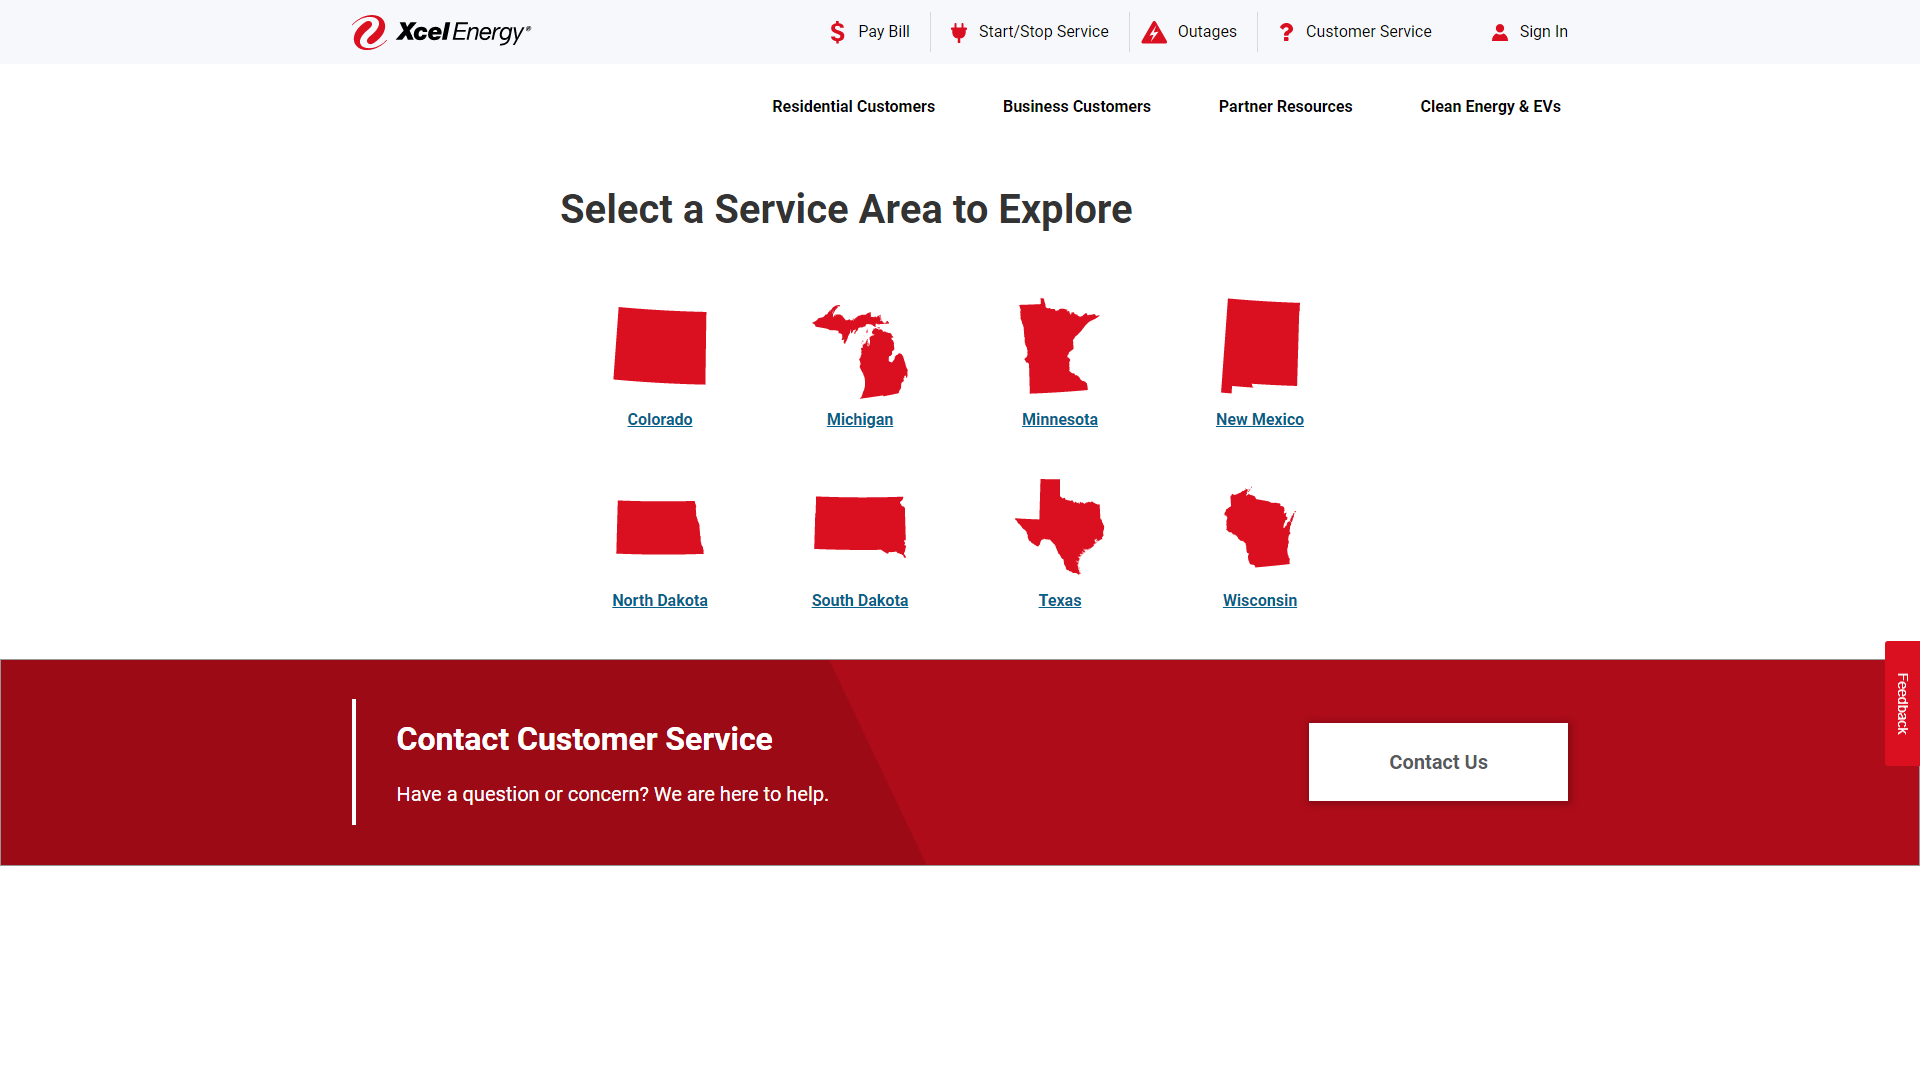 Xcel Energy®
Pay Bill
Start/Stop Service
Outages
Customer Service
Sign In
Residential Customers
Business Customers
Partner Resources
Clean Energy & EVs
Select a Service Area to Explore
Colorado
Michigan
Minnesota
New Mexico
North Dakota
South Dakota
Texas
Wisconsin
Feedback
Contact Customer Service
Have a question or concern? We are here to help.
Contact Us